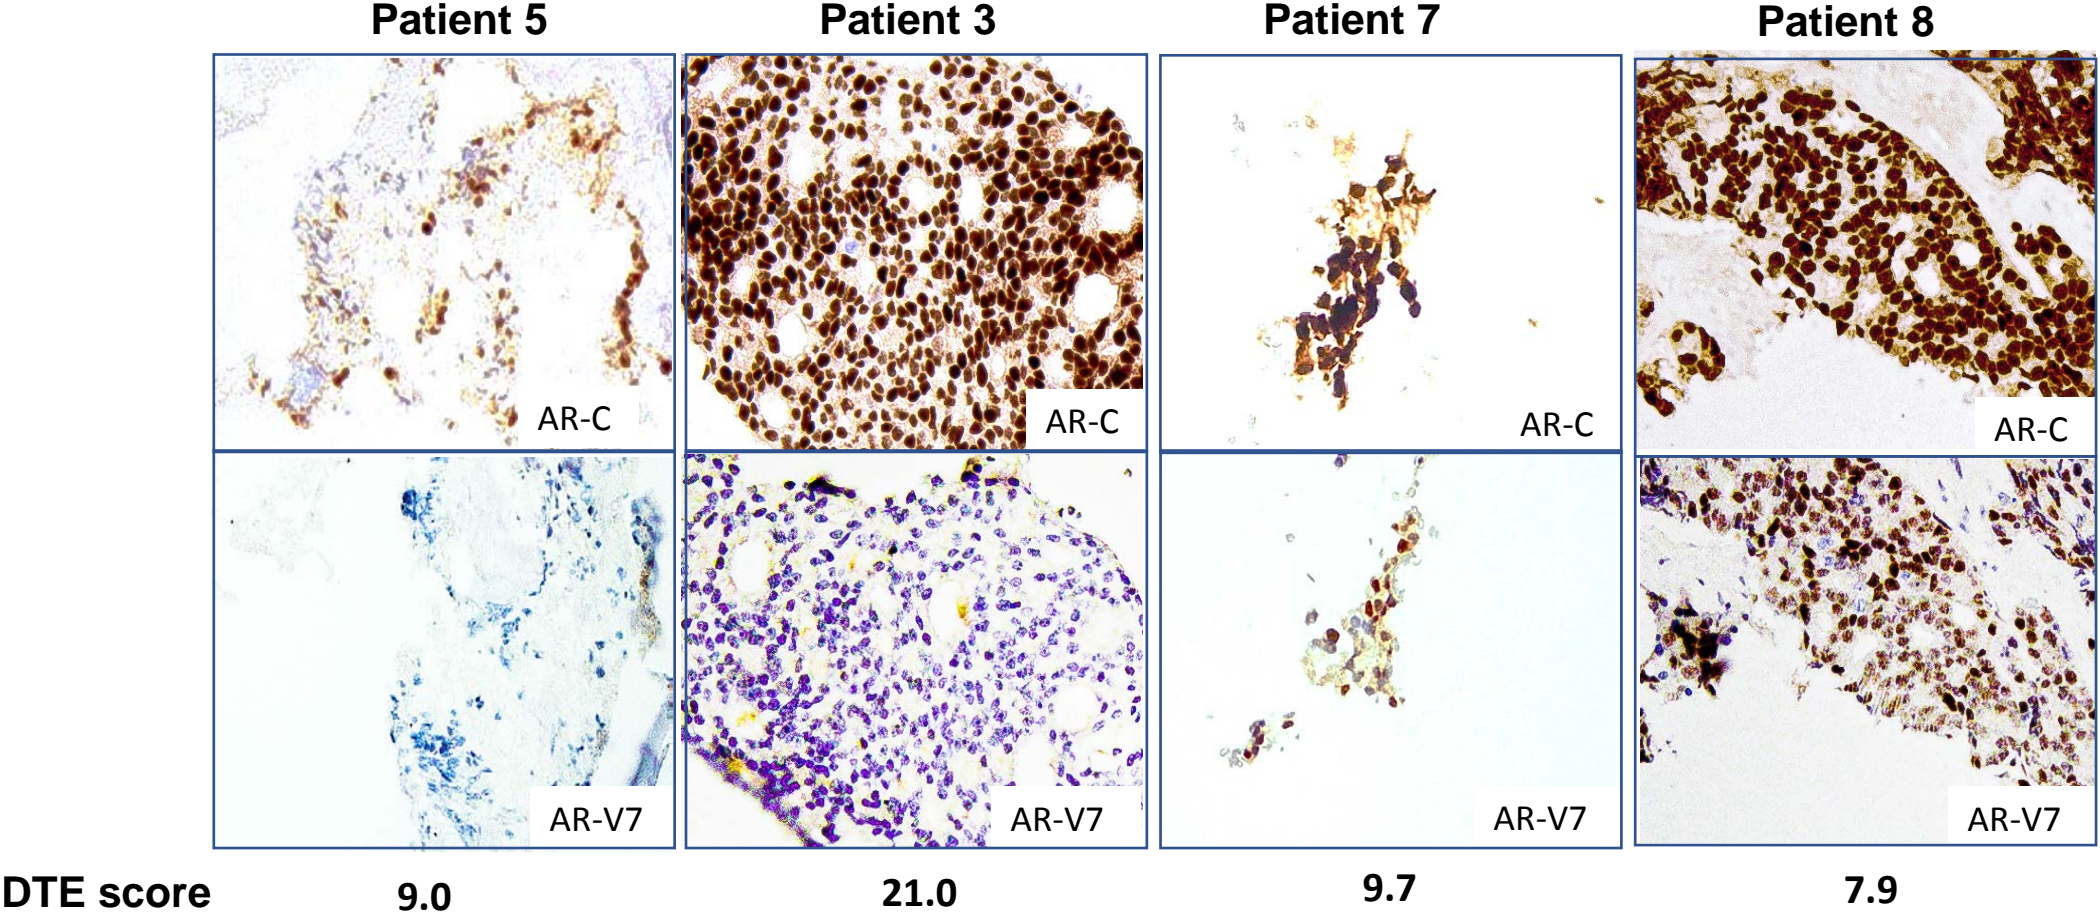 Patient 5 Patient 3 Patient 7 Patient 8
AR-C AR-C AR-C AR-C
AR-V7 AR-V7 AR-V7 AR-V7
DTE score 9.0 21.0 9.7 7.9